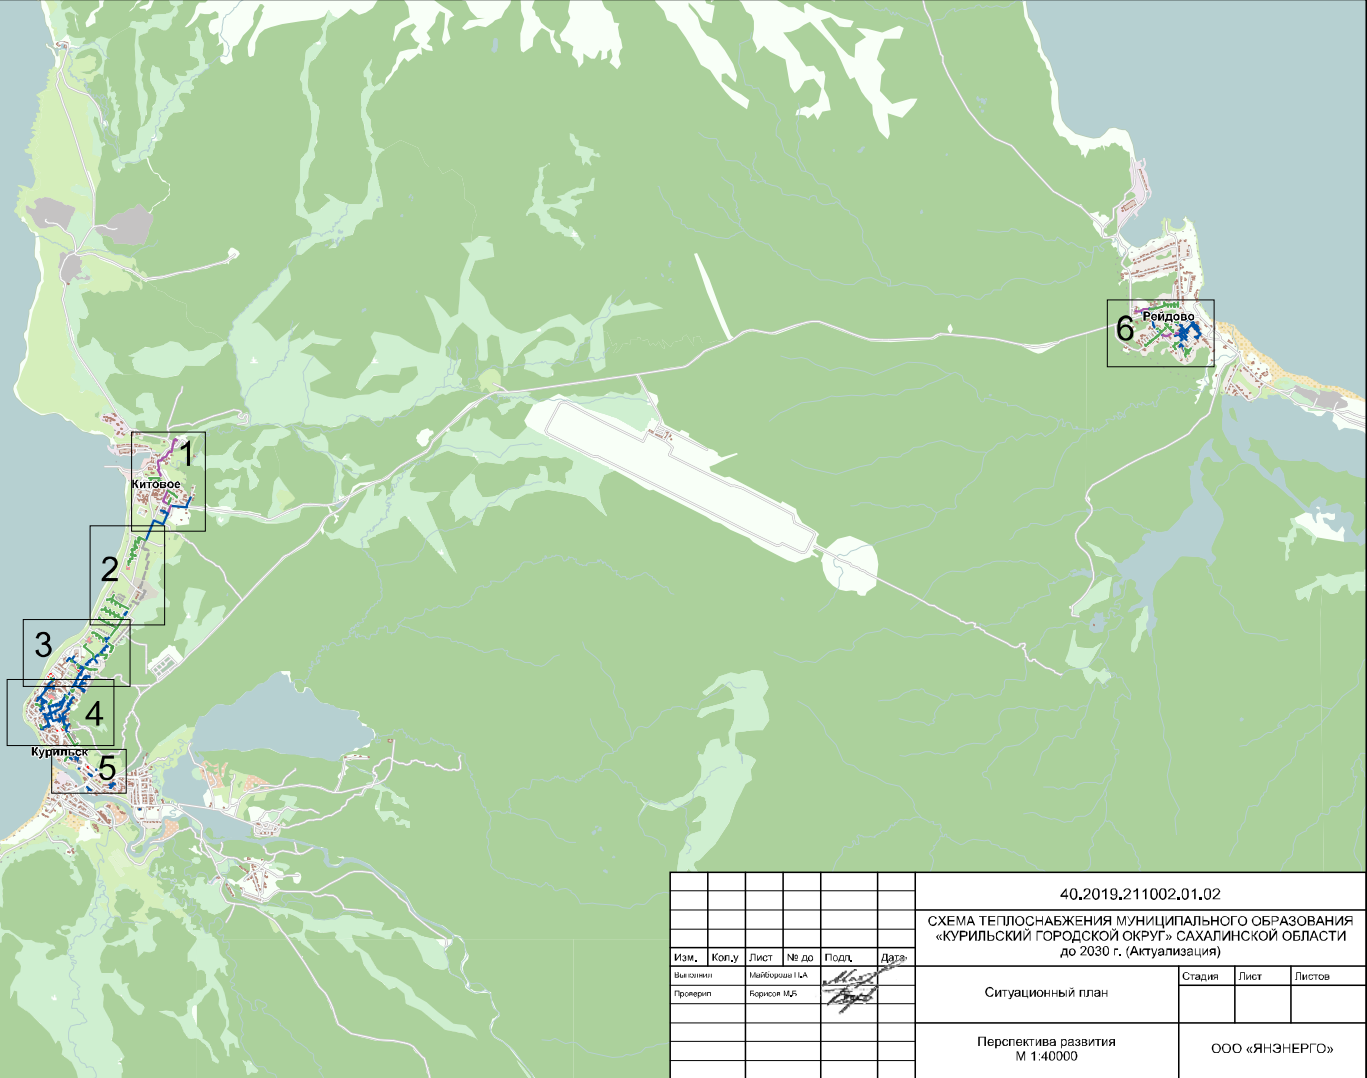 6
Рейдово
1
Китовое
2
3
4
Курильск
5
40.2019.211002.01.02
СХЕМА ТЕПЛОСНАБЖЕНИЯ МУНИЦИПАЛЬНОГО ОБРАЗОВАНИЯ
«КУРИЛЬСКИЙ ГОРОДСКОЙ ОКРУГ» САХАЛИНСКОЙ ОБЛАСТИ
до 2030 г. (Актуализация)
Изм. Кол.у Лист № до Подп. Дата
Выполнил Майборода П.А
Проверил Борисов М.Б
Ситуационный план
Стадия Лист Листов
Перспектива развития
М 1:40000
ООО «ЯНЭНЕРГО»